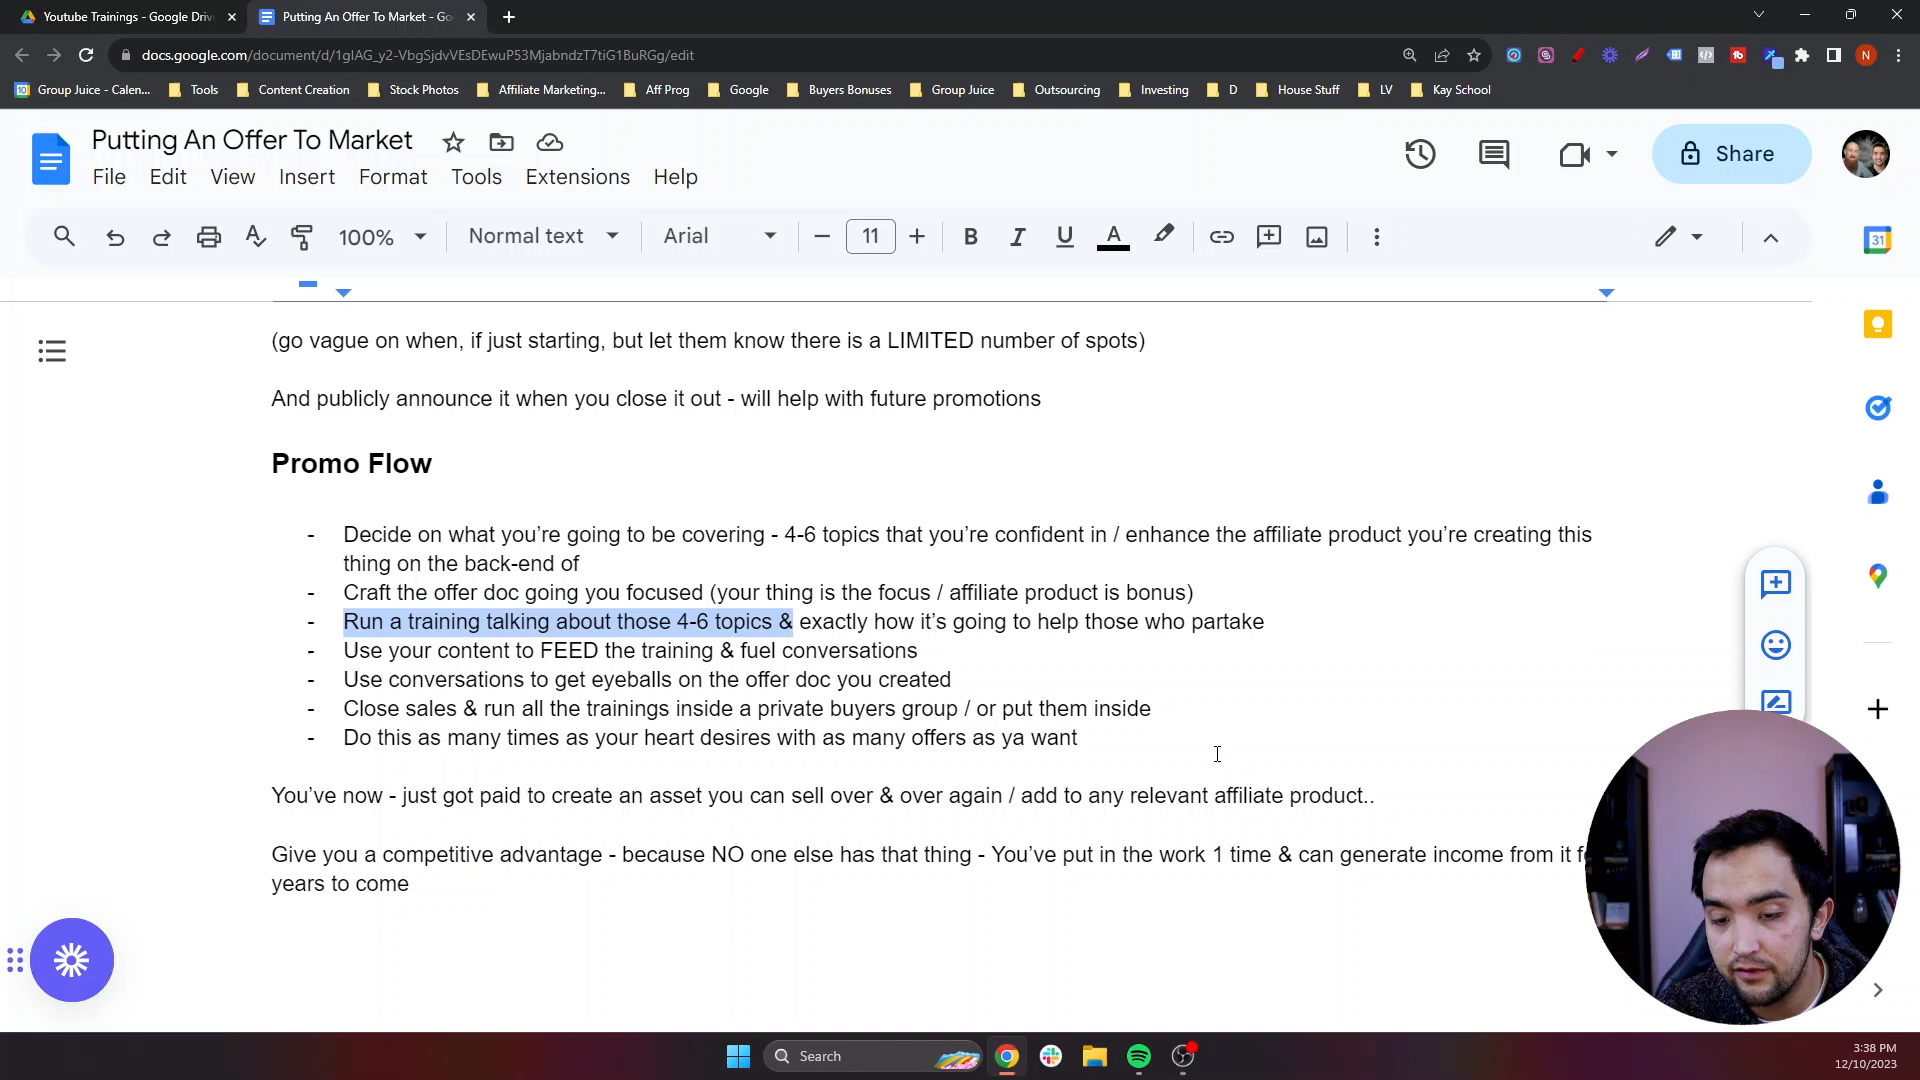 Youtube Trainings - Google Driv
Putting An Offer To Market - Go
docs.google.com/document/d/1glAG_y2-VbgSjdvVEsDEwuP53MjabndzT7tiG1BuRGg/edit
Group Juice - Calen...
Tools
Content Creation
Stock Photos
Affiliate Marketing...
Aff Prog
Google
Buyers Bonuses
Group Juice
Outsourcing
Investing
D
House Stuff
LV
Kay School
Putting An Offer To Market
Share
File Edit View Insert Format Tools Extensions Help
100% Normal text Arial 11
(go vague on when, if just starting, but let them know there is a LIMITED number of spots)
And publicly announce it when you close it out - will help with future promotions
Promo Flow
- Decide on what you're going to be covering - 4-6 topics that you're confident in / enhance the affiliate product you're creating this
thing on the back-end of
- Craft the offer doc going you focused (your thing is the focus / affiliate product is bonus)
- Run a training talking about those 4-6 topics & exactly how it's going to help those who partake
- Use your content to FEED the training & fuel conversations
- Use conversations to get eyeballs on the offer doc you created
- Close sales & run all the trainings inside a private buyers group / or put them inside
- Do this as many times as your heart desires with as many offers as ya want
You've now - just got paid to create an asset you can sell over & over again / add to any relevant affiliate product..
Give you a competitive advantage - because NO one else has that thing - You've put in the work 1 time & can generate income from it f
years to come
Search
3:38 PM
12/10/2023